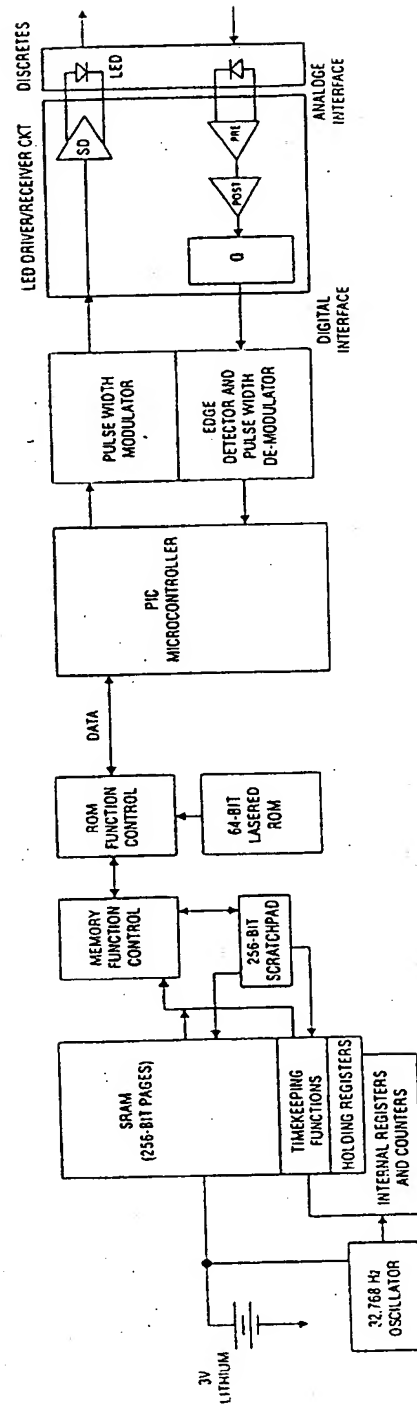 3V
LITHIUM
32.768 Hz
OSCILLATOR
SRAM
(256-BIT PAGES)
TIMEKEEPING
FUNCTIONS
HOLDING REGISTERS
INTERNAL REGISTERS
AND COUNTERS
MEMORY
FUNCTION
CONTROL
256-BIT
SCRATCHPAD
ROM
FUNCTION
CONTROL
64-BIT
LASERED
ROM
DATA
PIC
MICROCONTROLLER
PULSE WIDTH
MODULATOR
EDGE
DETECTOR AND
PULSE WIDTH
DE-MODULATOR
DIGITAL
INTERFACE
LED DRIVER/RECEIVER CKT
SD
PRE
POST
Q
DISCRETES
LED
ANALOGE
INTERFACE